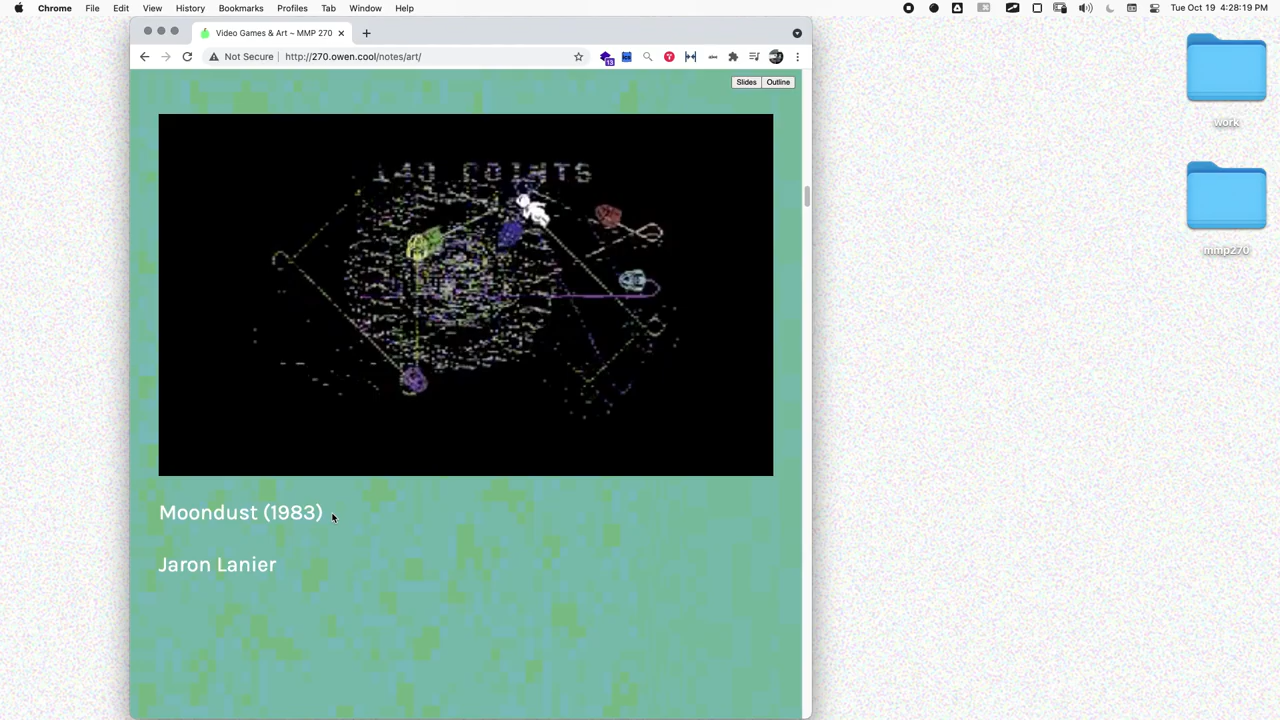 Chrome File Edit View History Bookmarks Profiles Tab Window Help Tue Oct 19 4:28:19 PM
Video Games & Art ~ MMP 270
Not Secure http://270.owen.cool/notes/art/
13
Slides Outline
140 POINTS
Moondust (1983)
Jaron Lanier
work
mmp270